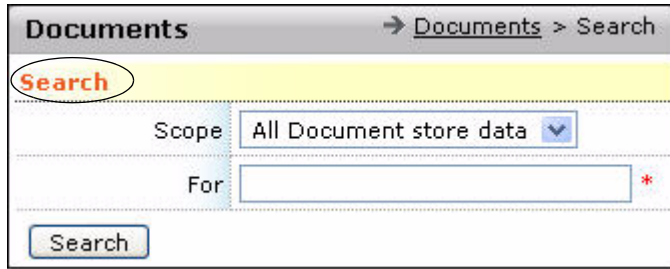 Documents → Documents > Search
Search
Scope All Document store data
For *
Search